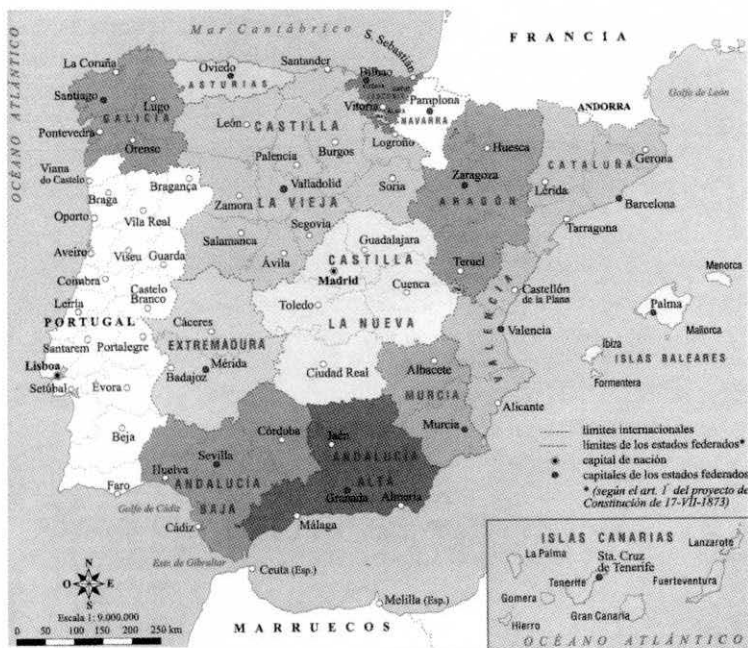 Mar Cantábrico
OCÉANO ATLÁNTICO
FRANCIA
La Coruña
Oviedo
Santander
S. Sebastián
ASTURIAS
Bilbao
Santiago
Lugo
GALICIA
Vitoria
Pamplona
NAVARRA
ANDORRA
Golfo de León
Pontevedra
León
CASTILLA
Orense
Burgos
Logroño
Huesca
Palencia
CATALUÑA
Gerona
Viana
do Castelo
Bragança
Valladolid
Soria
Zaragoza
Lérida
Braga
Zamora
LA VIEJA
ARAGÓN
Barcelona
Oporto
Vila Real
Segovia
Tarragona
Salamanca
Guadalajara
Aveiro
Viseu
Guarda
Ávila
CASTILLA
Teruel
Menorca
Coimbra
Madrid
Castelo
Branco
Cuenca
Castellón
de la Plana
Leiria
Toledo
Palma
PORTUGAL
Cáceres
LA NUEVA
VALENCIA
Valencia
Mallorca
Santarem
Portalegre
EXTREMADURA
Ibiza
ISLAS BALEARES
Lisboa
Mérida
Badajoz
Ciudad Real
Albacete
Formentera
Setúbal
Évora
MURCIA
Alicante
Beja
Córdoba
Jaén
Murcia
límites internacionales
límites de los estados federados*
capital de nación
capitales de los estados federados
* (según el art. 1 del proyecto de
Constitución de 17-VII-1873)
Sevilla
ANDALUCÍA
Huelva
ANDALUCÍA
ALTA
Faro
Granada
Almería
BAJA
Golfo de Cádiz
Cádiz
Málaga
Estr. de Gibraltar
Ceuta (Esp.)
Melilla (Esp.)
MARRUECOS
N
O
E
S
Escala 1: 9.000.000
0 50 100 150 200 250 km
ISLAS CANARIAS
Lanzarote
La Palma
Sta. Cruz
de Tenerife
Tenerife
Fuerteventura
Gomera
Gran Canaria
Hierro
OCÉANO ATLÁNTICO